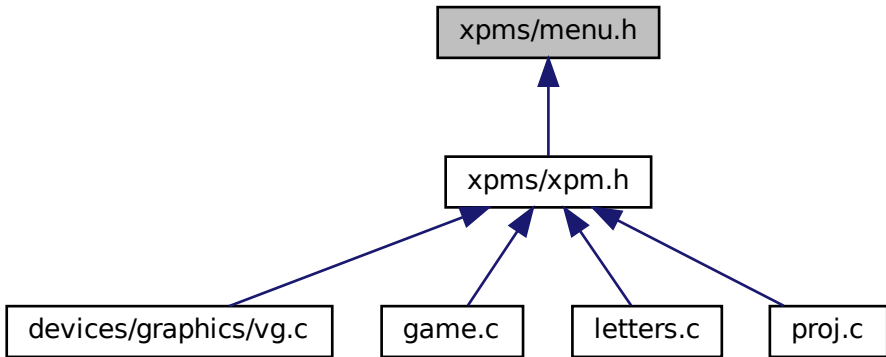 xpms/menu.h
xpms/xpm.h
devices/graphics/vg.c
game.c
letters.c
proj.c